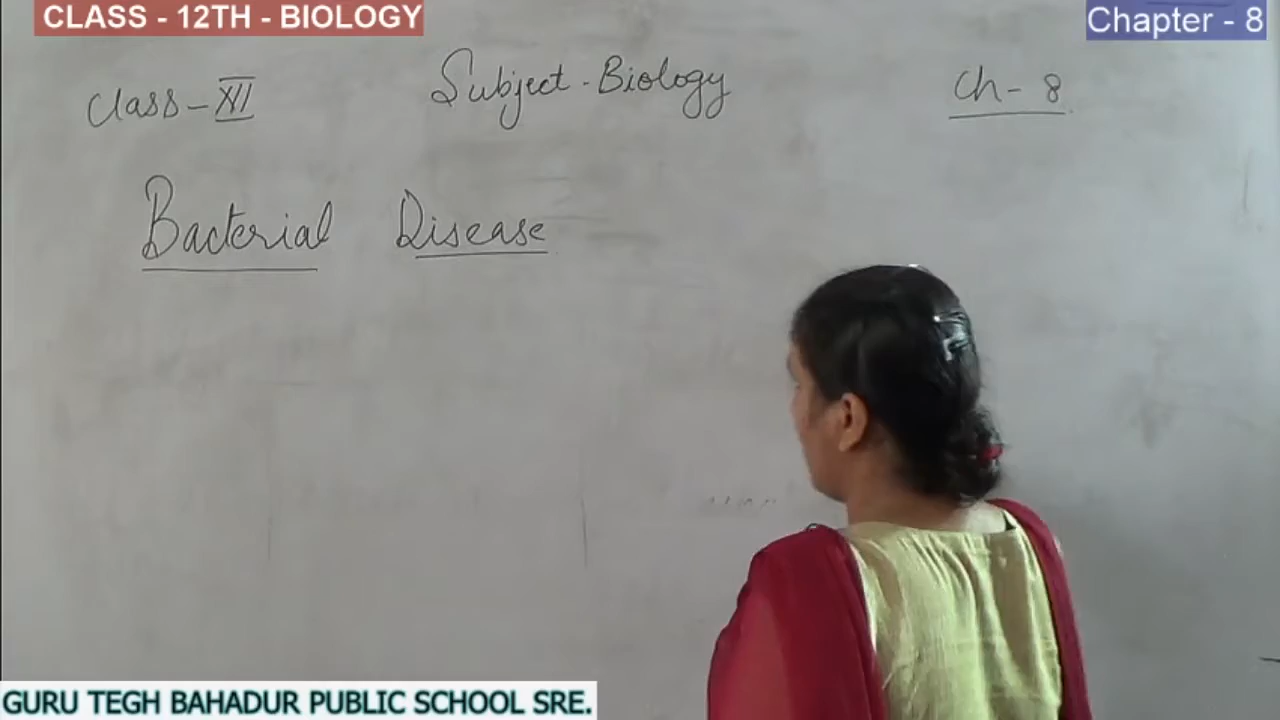 CLASS - 12TH - BIOLOGY
Chapter - 8
Class - XII
Subject - Biology
Ch - 8
Bacterial Disease
GURU TEGH BAHADUR PUBLIC SCHOOL SRE.